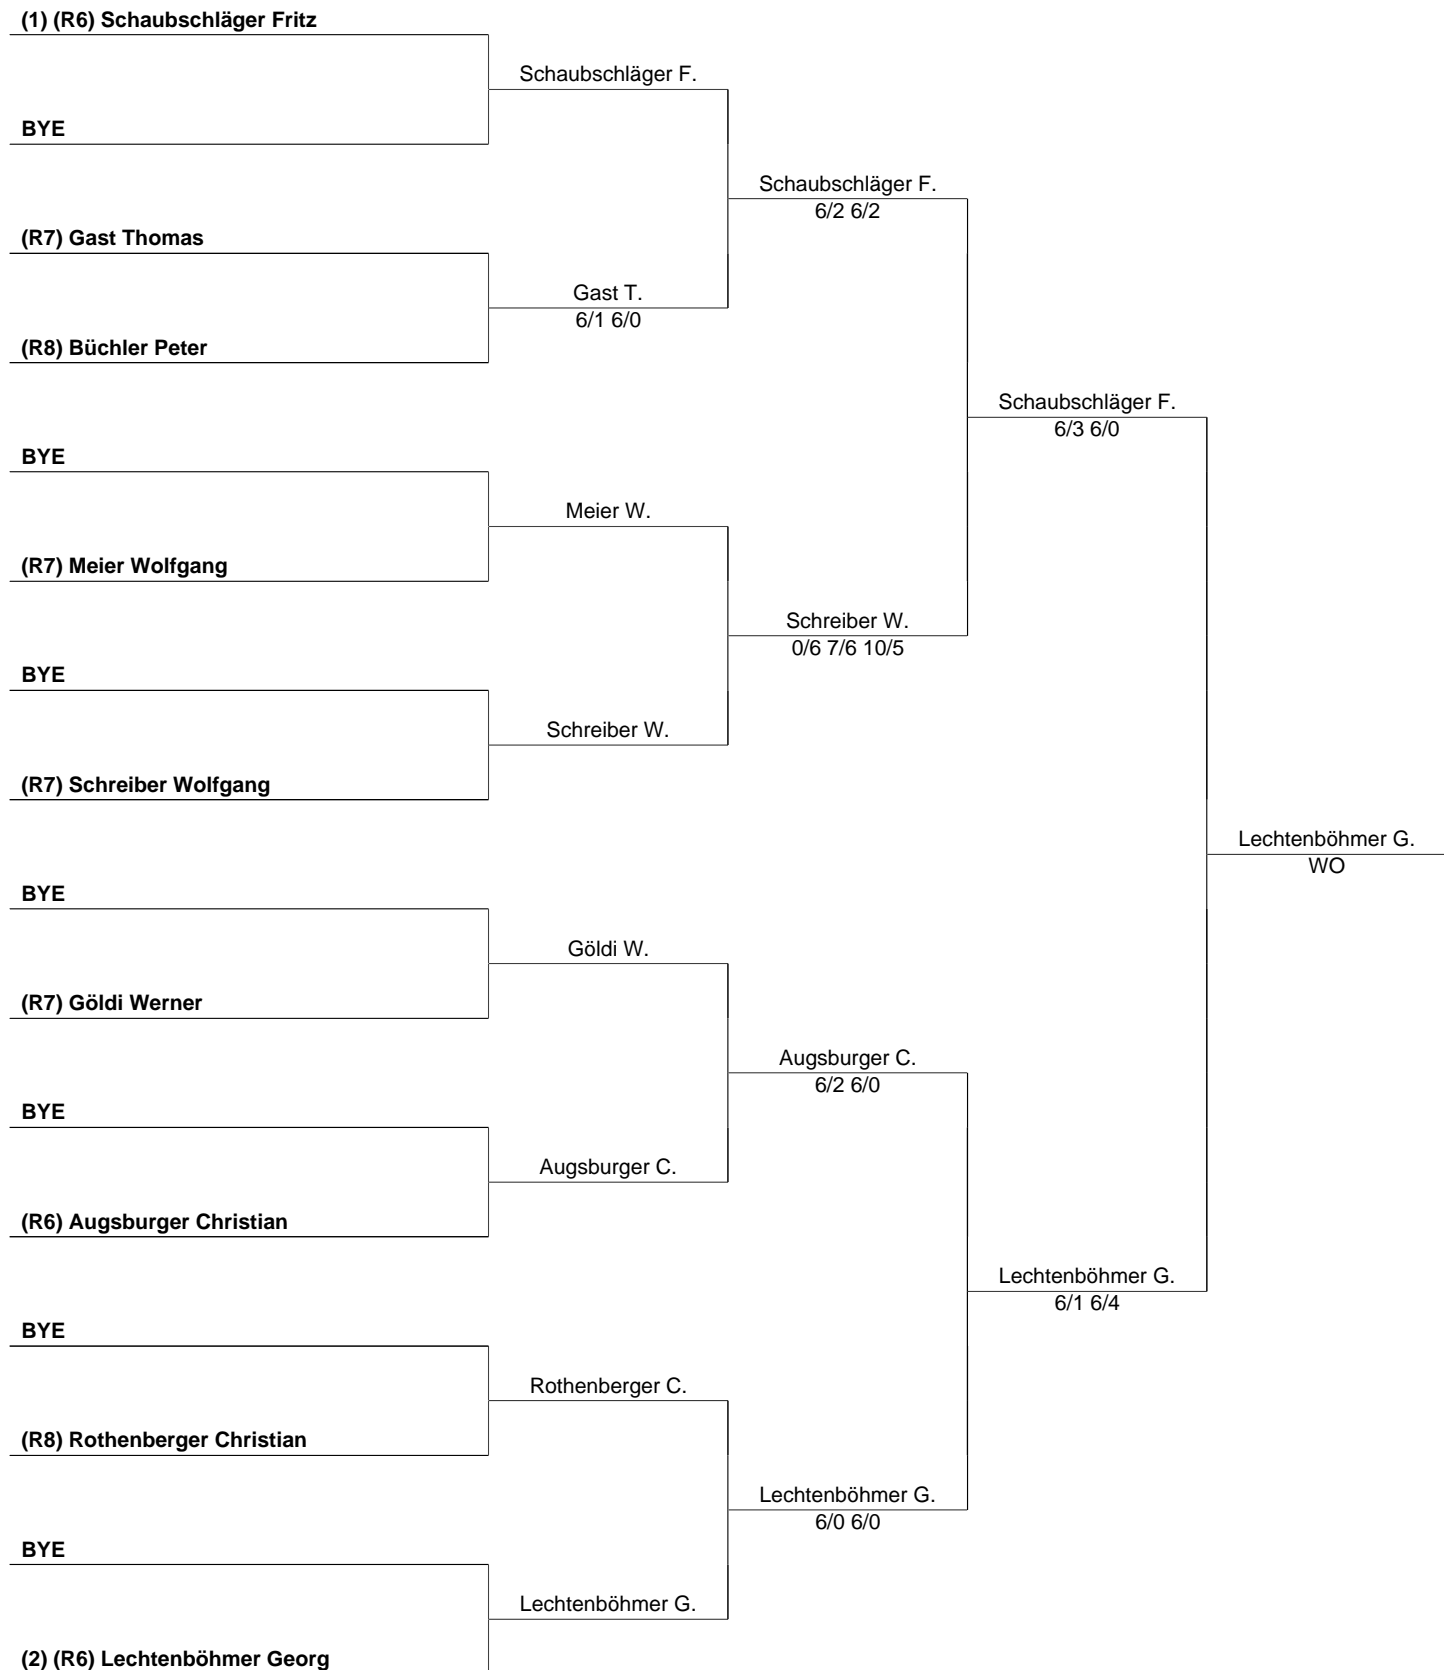 (1) (R6) Schaubschläger Fritz
Schaubschläger F.
BYE
Schaubschläger F.
6/2 6/2
(R7) Gast Thomas
Gast T.
6/1 6/0
(R8) Büchler Peter
Schaubschläger F.
6/3 6/0
BYE
Meier W.
(R7) Meier Wolfgang
Schreiber W.
0/6 7/6 10/5
BYE
Schreiber W.
(R7) Schreiber Wolfgang
Lechtenböhmer G.
WO
BYE
Göldi W.
(R7) Göldi Werner
Augsburger C.
6/2 6/0
BYE
Augsburger C.
(R6) Augsburger Christian
Lechtenböhmer G.
6/1 6/4
BYE
Rothenberger C.
(R8) Rothenberger Christian
Lechtenböhmer G.
6/0 6/0
BYE
Lechtenböhmer G.
(2) (R6) Lechtenböhmer Georg